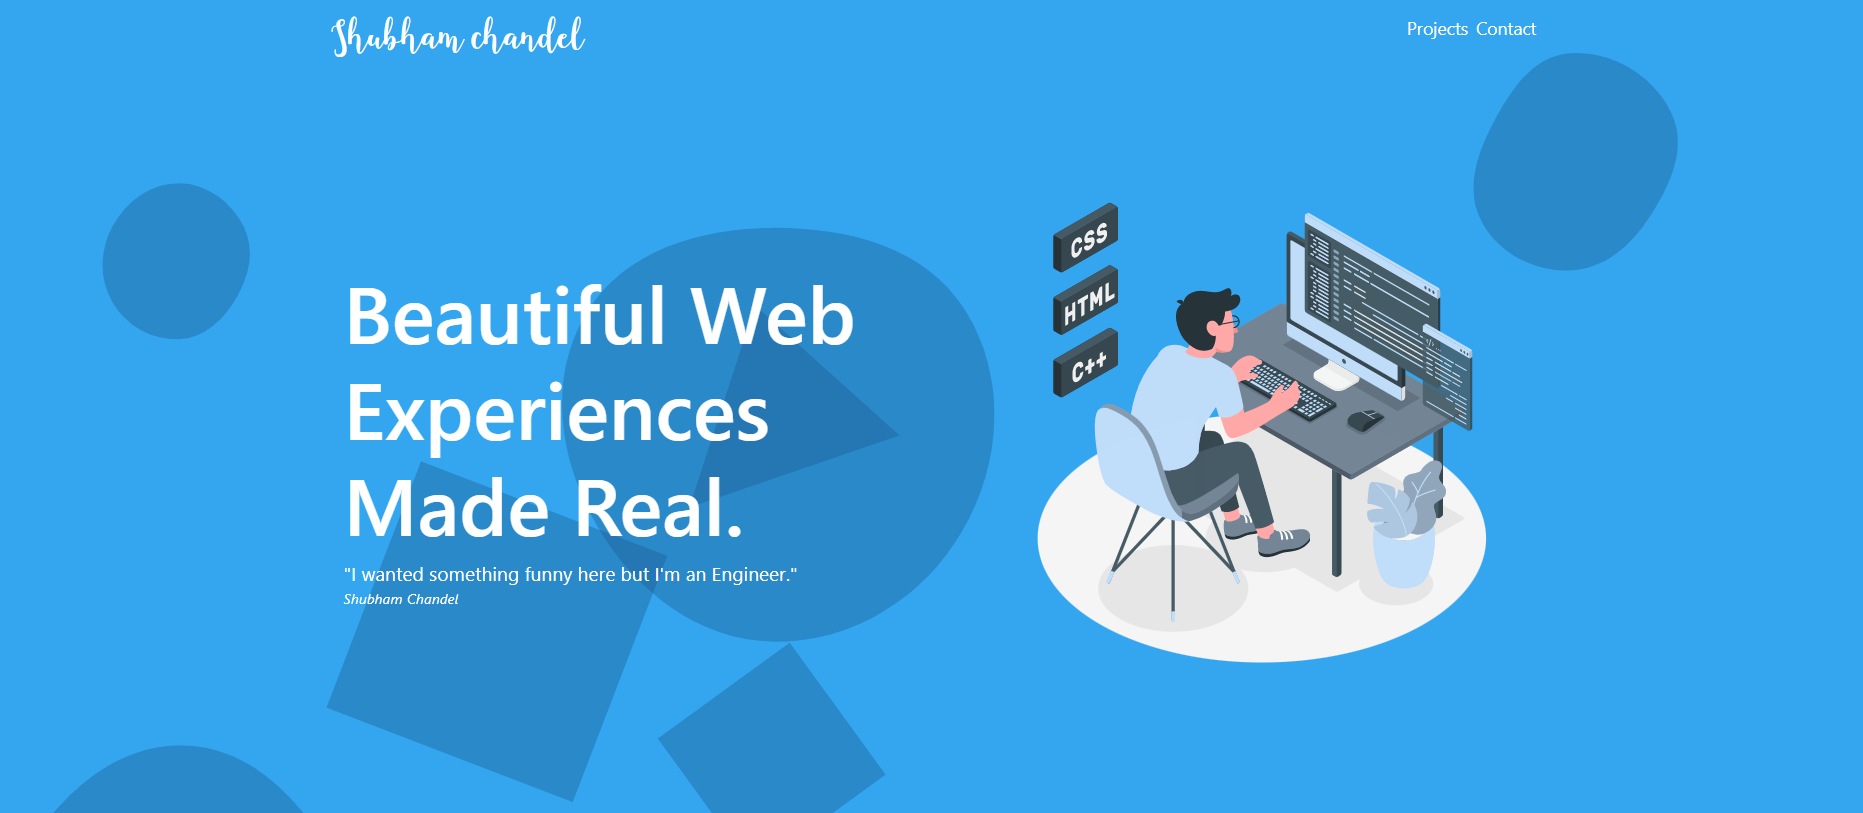 Shubham chandel
Projects Contact
Beautiful Web
Experiences
Made Real.
"I wanted something funny here but I'm an Engineer."
Shubham Chandel
CSS
HTML
C++